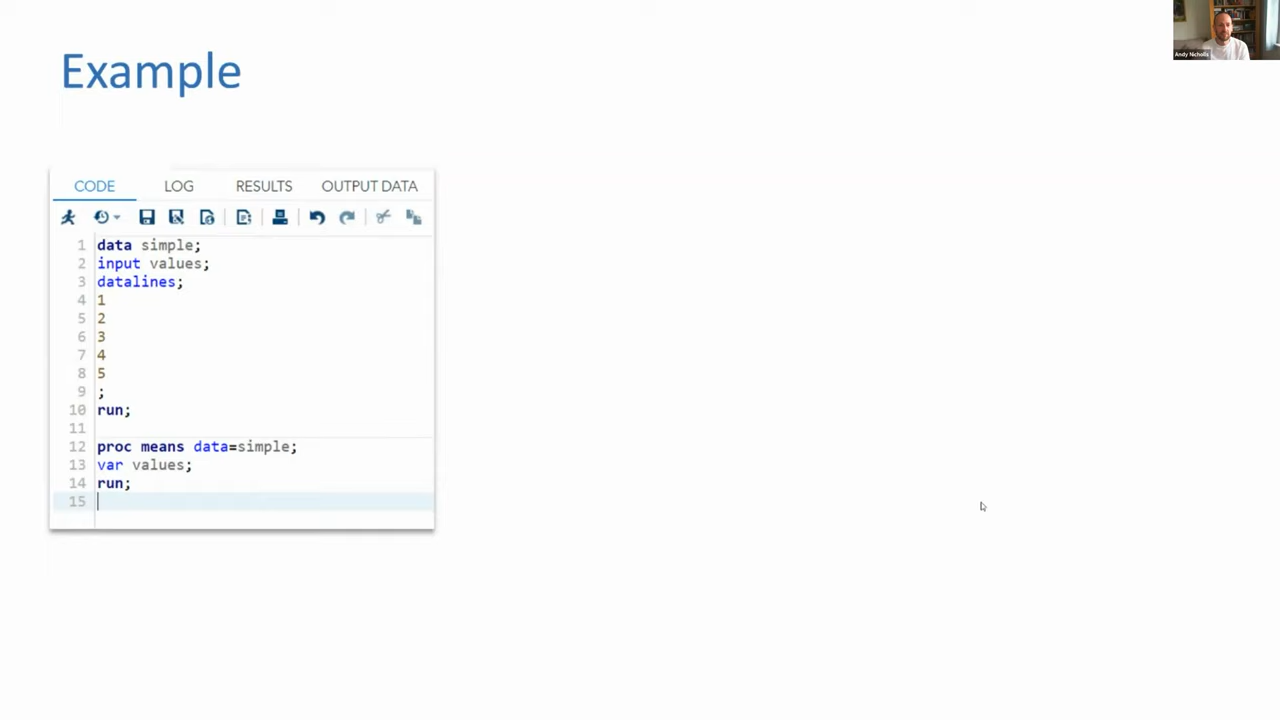 Example
Andy Nicholls
CODE LOG RESULTS OUTPUT DATA
1 data simple;
2 input values;
3 datalines;
4 1
5 2
6 3
7 4
8 5
9 ;
10 run;
11
12 proc means data=simple;
13 var values;
14 run;
15